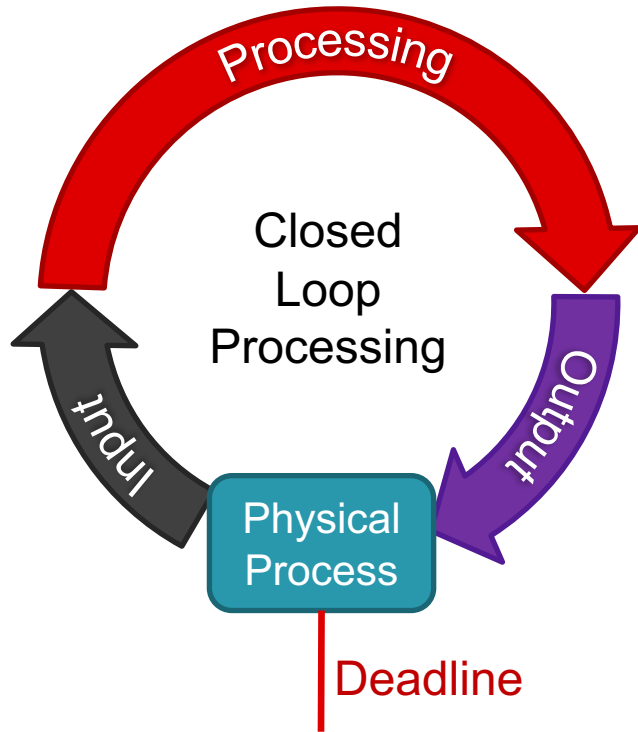 Processing
Closed
Loop
Processing
Input
Output
Physical
Process
Deadline